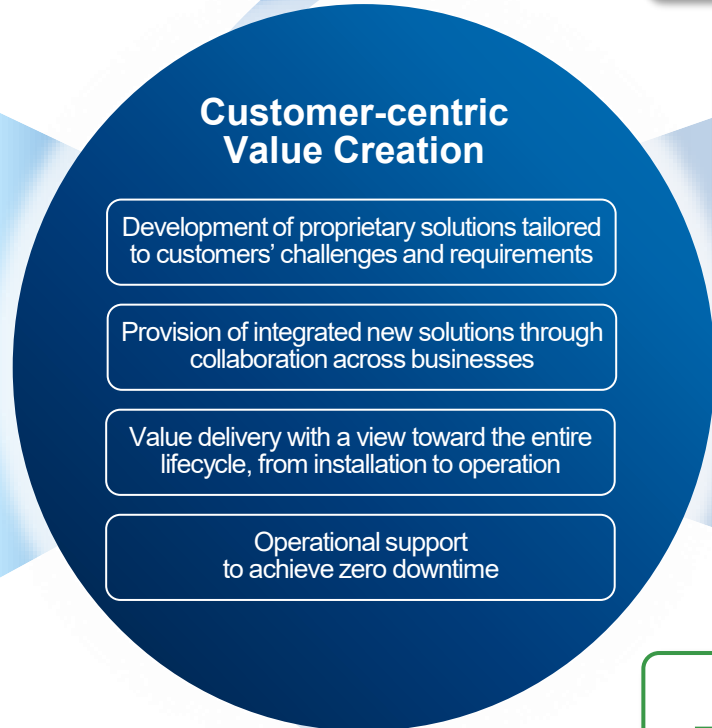 Customer-centric
Value Creation
Development of proprietary solutions tailored
to customers’ challenges and requirements
Provision of integrated new solutions through
collaboration across businesses
Value delivery with a view toward the entire
lifecycle, from installation to operation
Operational support
to achieve zero downtime